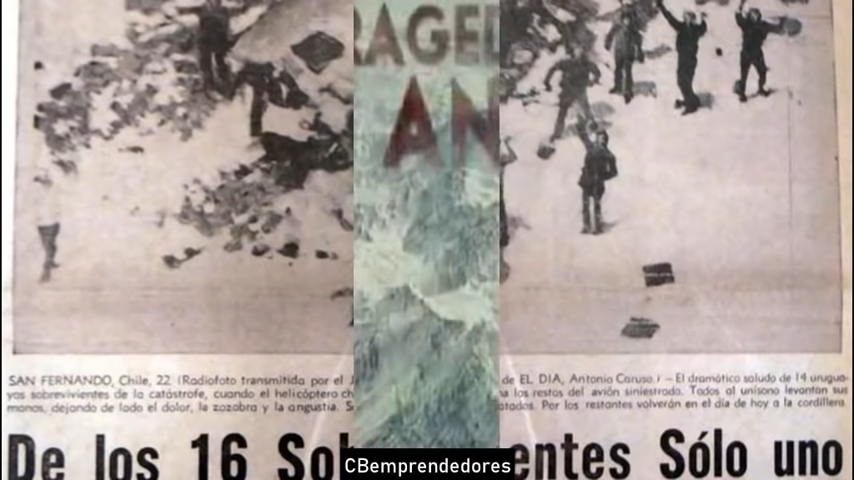 RAGED
AN
SAN FERNANDO, Chile, 22 (Radiofoto transmitida por el de EL DIA, Antonio Caruso.) — El dramático saludo de 14 urugua-
yos sobrevivientes de la catástrofe, cuando el helicóptero los restos del avión siniestrado. Todos al unísono levantan sus
manos, dejando de lado el dolor, la zozobra y la angustia. Por los restantes volverán en el día de hoy a la cordillera.
De los 16 Sob entes Sólo uno
CBemprendedores